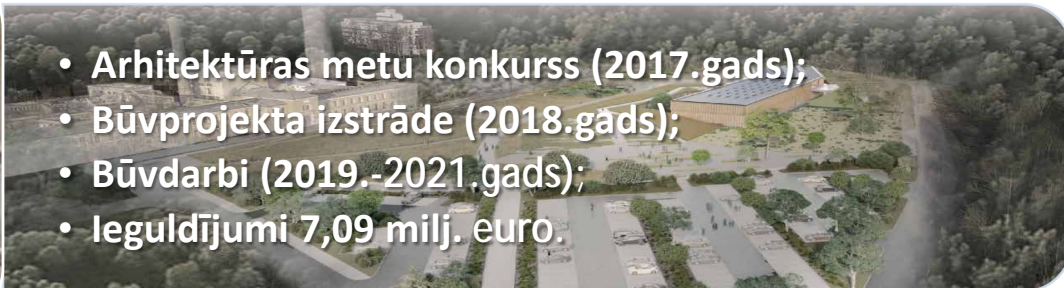 • Arhitektūras metu konkurss (2017.gads);
• Būvprojekta izstrāde (2018.gads);
• Būvdarbi (2019.-2021.gads);
• Ieguldījumi 7,09 milj. euro.